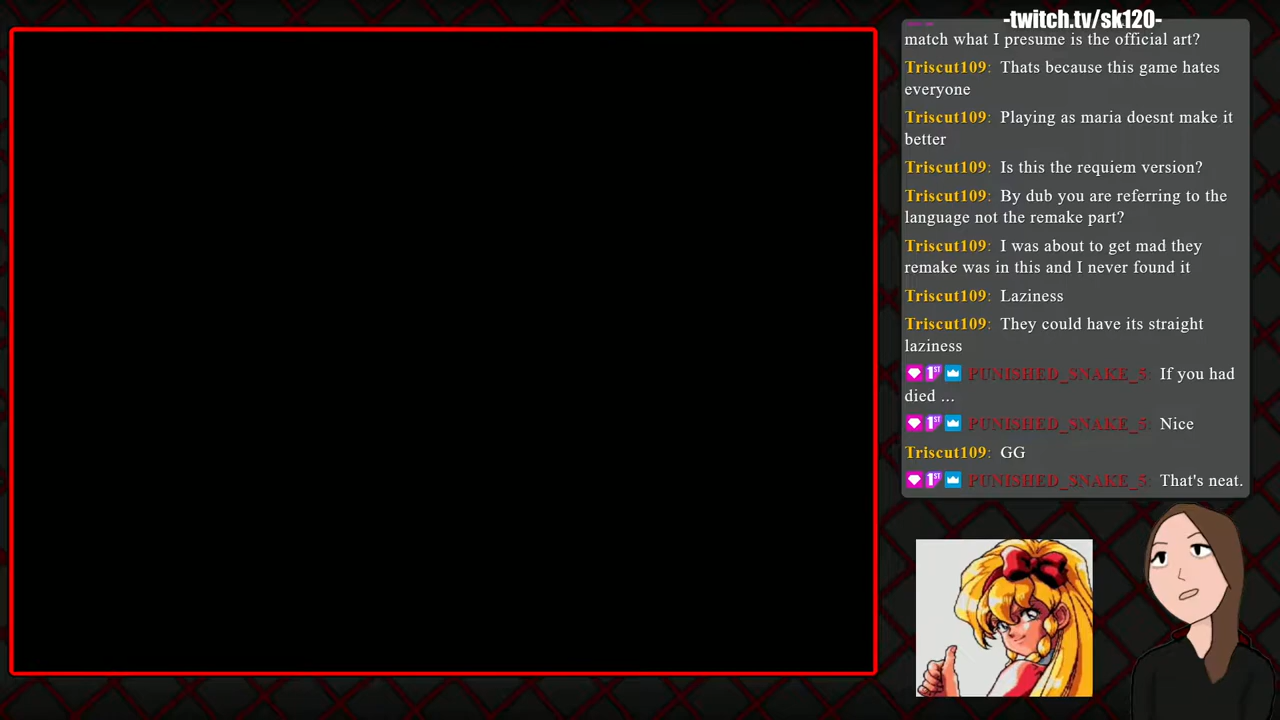 -twitch.tv/sk120-
match what I presume is the official art?
Triscut109: Thats because this game hates
everyone
Triscut109: Playing as maria doesnt make it
better
Triscut109: Is this the requiem version?
Triscut109: By dub you are referring to the
language not the remake part?
Triscut109: I was about to get mad they
remake was in this and I never found it
Triscut109: Laziness
Triscut109: They could have its straight
laziness
1ST PUNISHED_SNAKE_5: If you had
died ...
1ST PUNISHED_SNAKE_5: Nice
Triscut109: GG
1ST PUNISHED_SNAKE_5: That's neat.